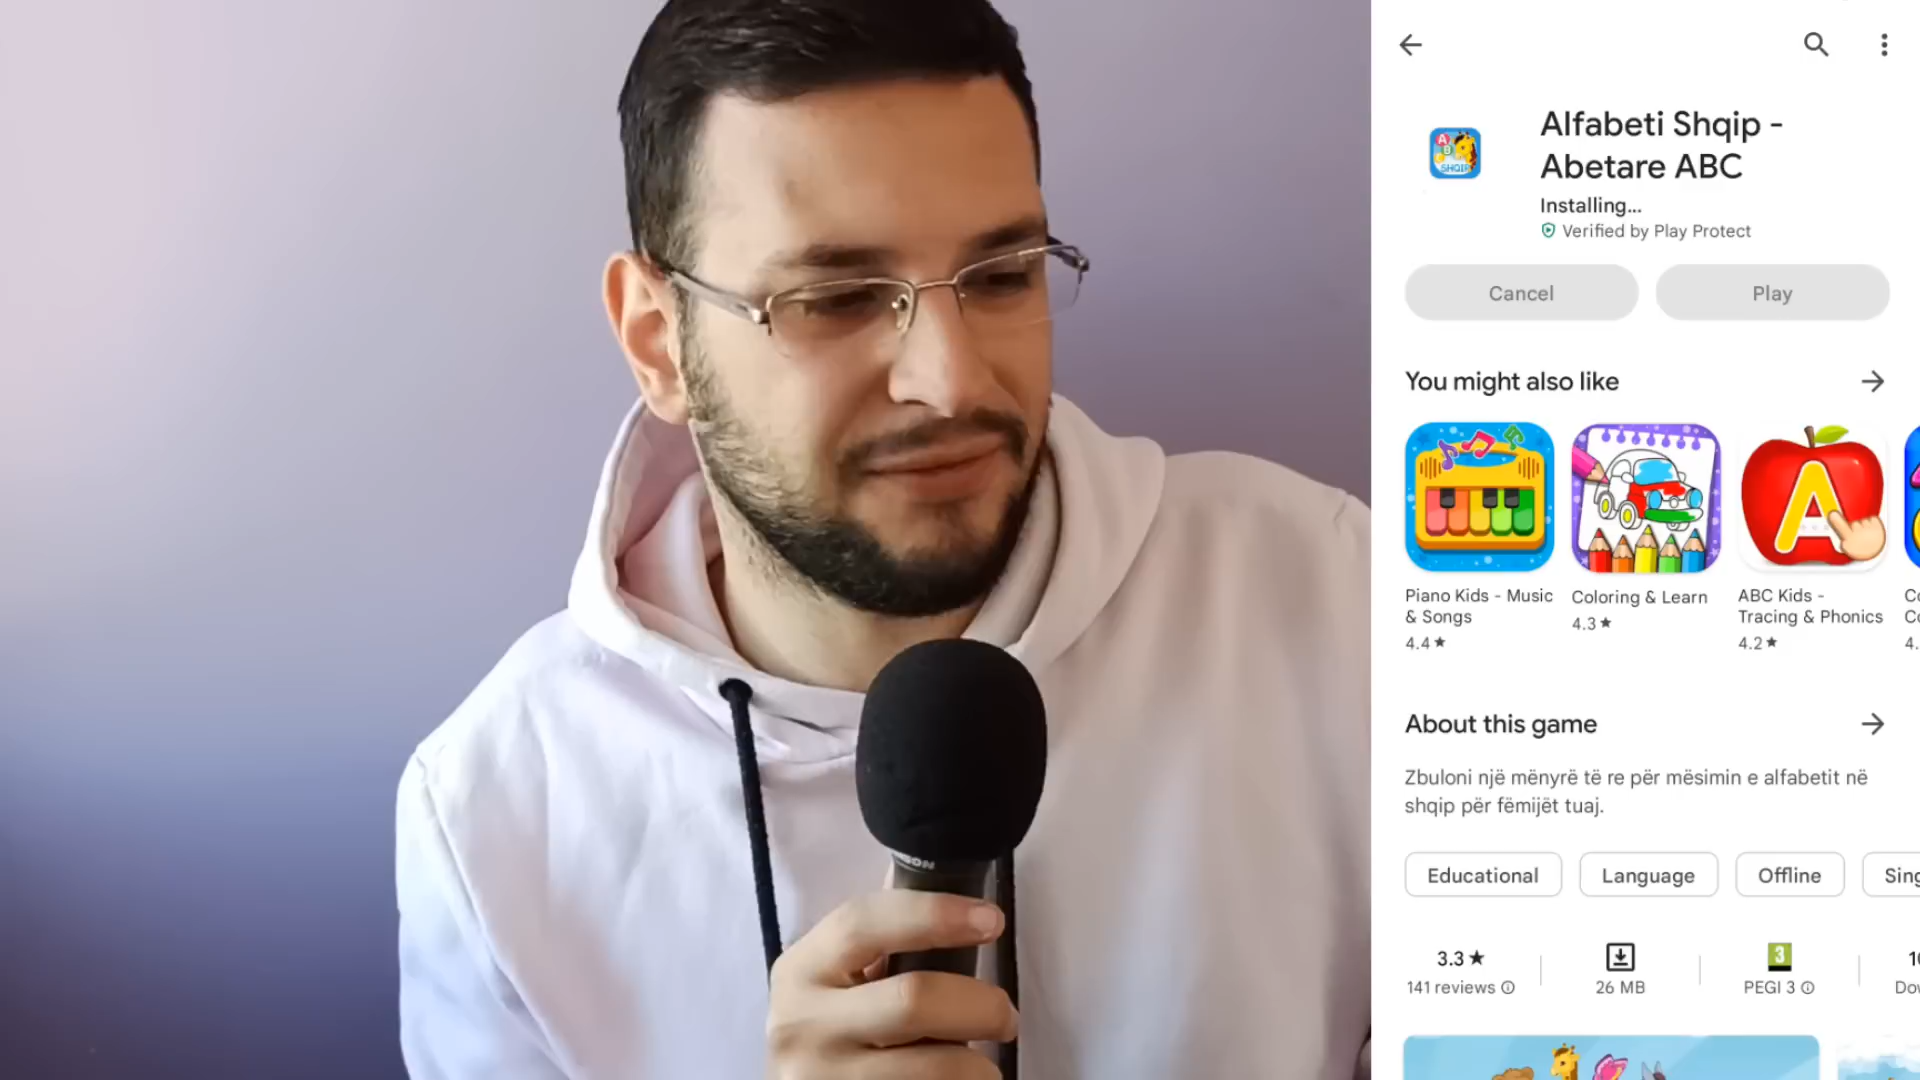 Alfabeti Shqip -
Abetare ABC
Installing...
Verified by Play Protect
Cancel
Play
You might also like
Piano Kids - Music
& Songs
4.4★
Coloring & Learn
4.3★
ABC Kids -
Tracing & Phonics
4.2★
About this game
Zbuloni një mënyrë të re për mësimin e alfabetit në
shqip për fëmijët tuaj.
Educational
Language
Offline
3.3★
141 reviews
26 MB
3
PEGI 3
A
B
SHQIP
A